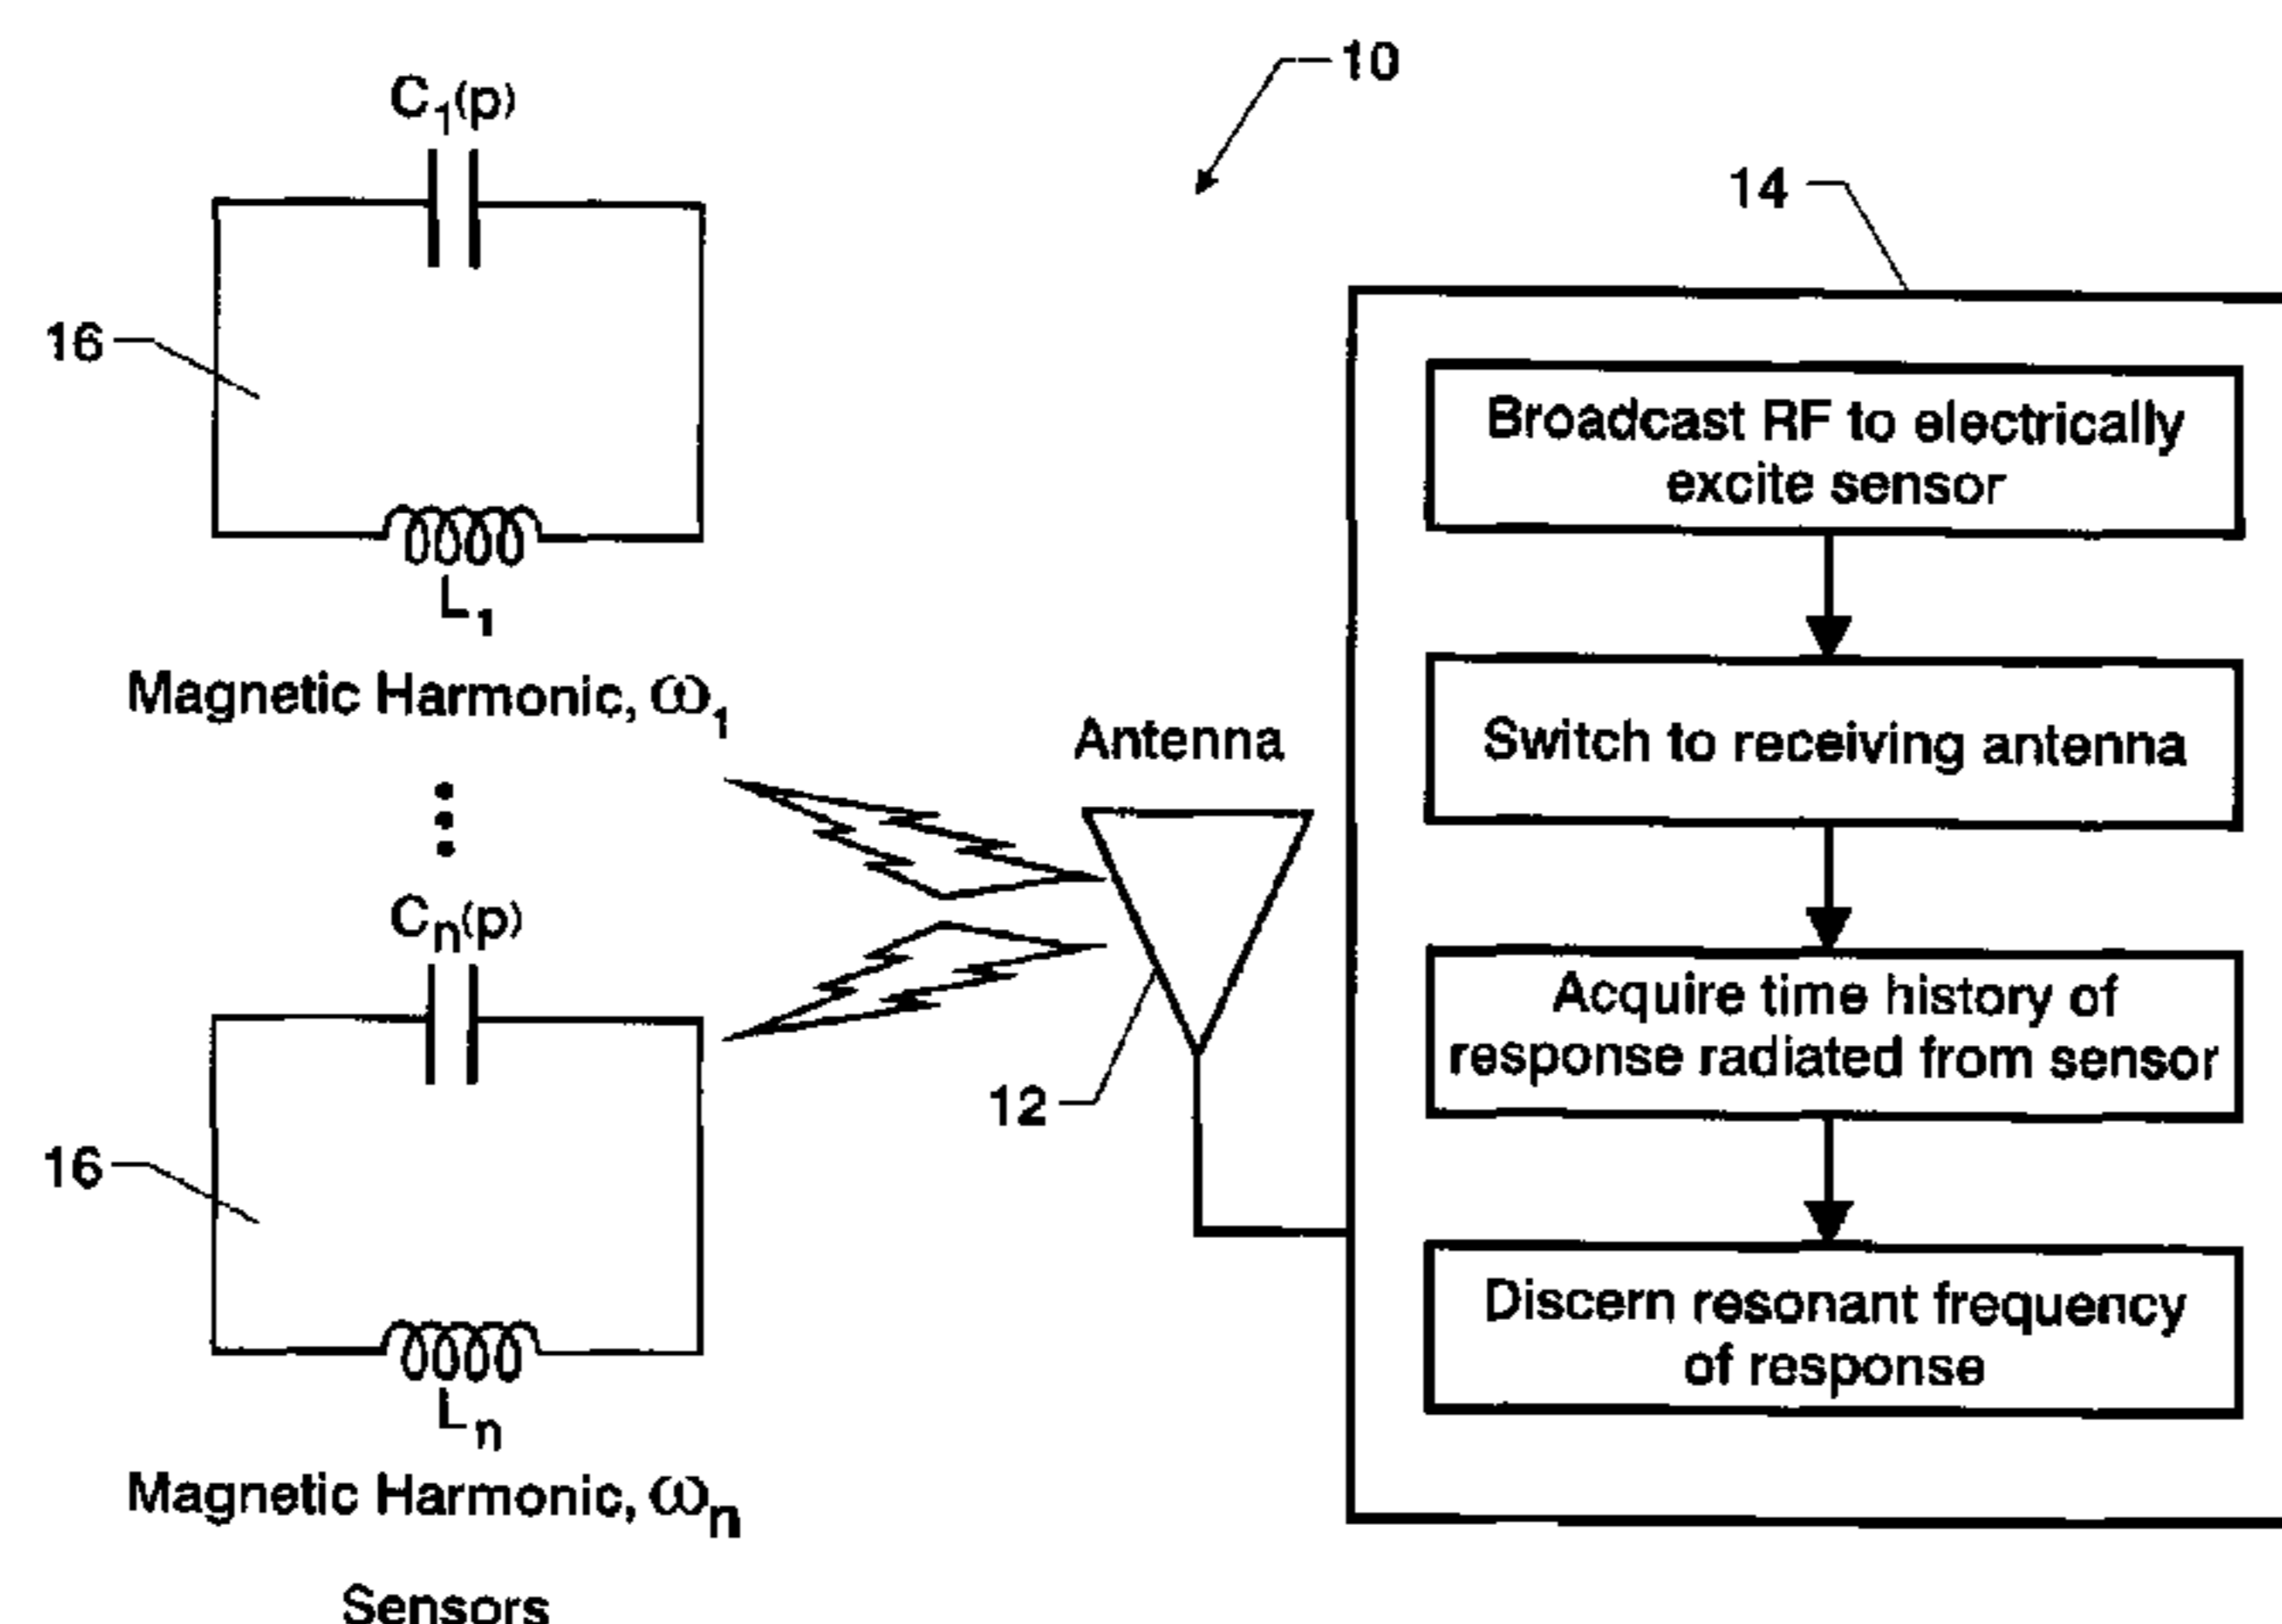 10
C₁(p)
14
16
L₁
Magnetic Harmonic, ω₁
Cₙ(p)
16
Lₙ
Magnetic Harmonic, ωₙ
Sensors
Antenna
12
Broadcast RF to electrically
excite sensor
Switch to receiving antenna
Acquire time history of
response radiated from sensor
Discern resonant frequency
of response